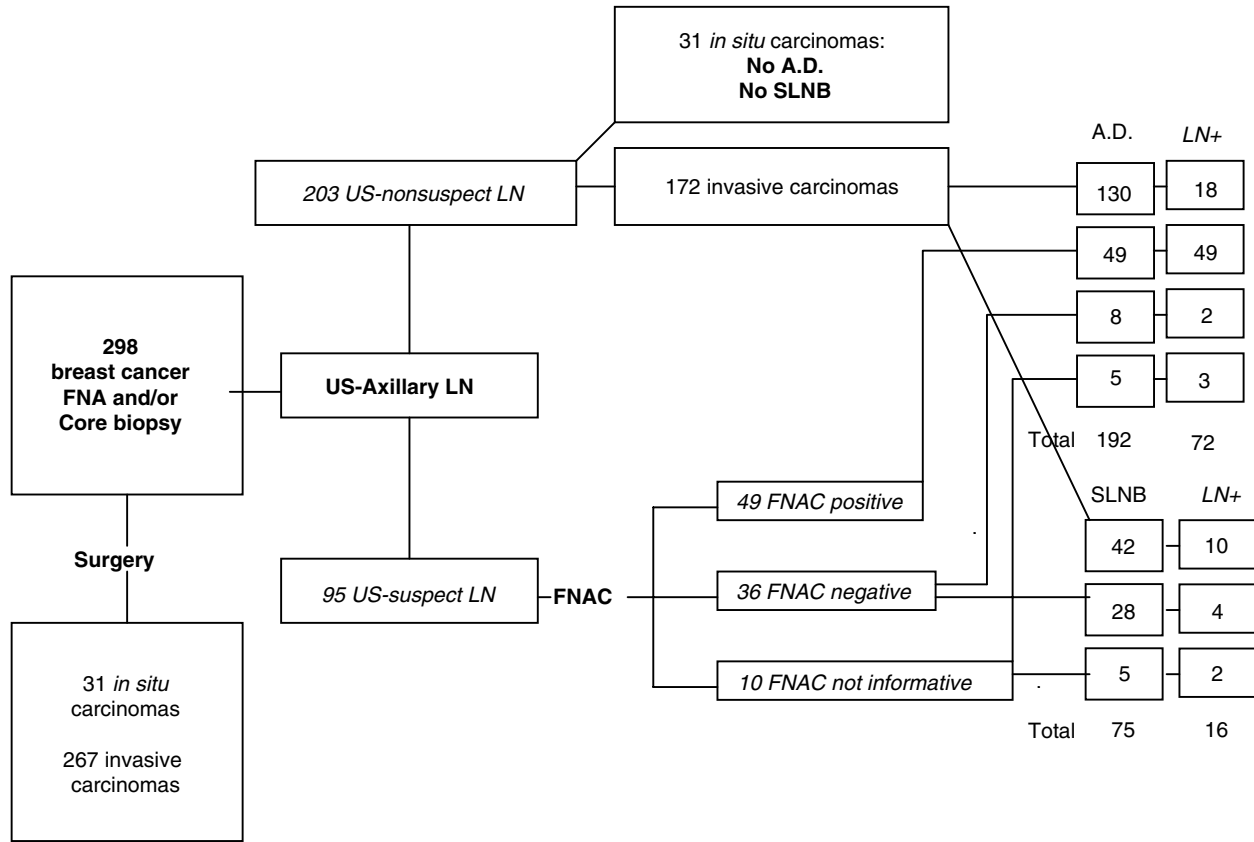 31 in situ carcinomas:
No A.D.
No SLNB
A.D.
LN+
203 US-nonsuspect LN
172 invasive carcinomas
130
18
49
49
8
2
5
3
Total
192
72
298
breast cancer
FNA and/or
Core biopsy
US-Axillary LN
SLNB
LN+
49 FNAC positive
42
10
Surgery
95 US-suspect LN
FNAC
36 FNAC negative
28
4
10 FNAC not informative
5
2
Total
75
16
31 in situ
carcinomas
267 invasive
carcinomas